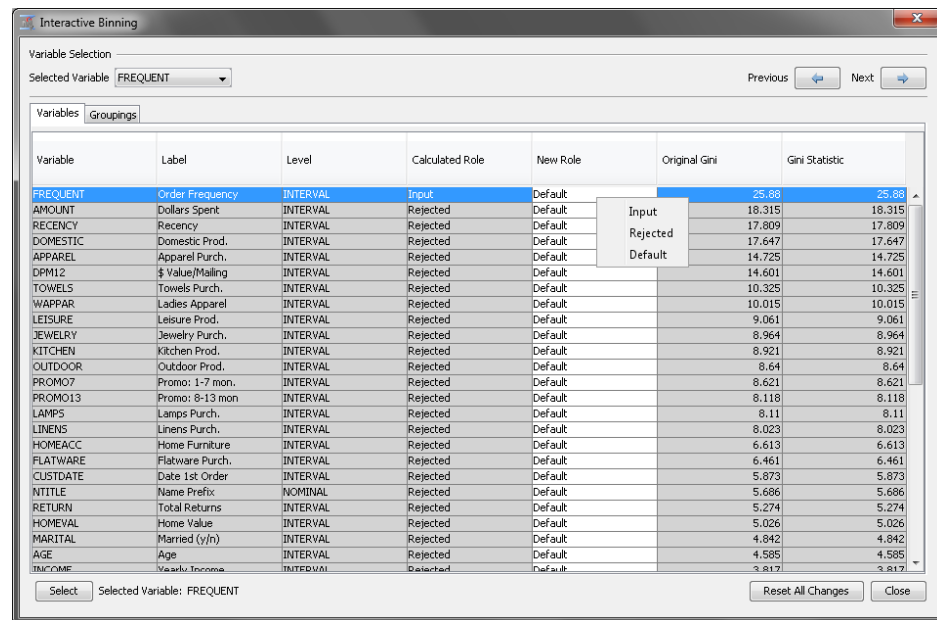 Interactive Binning
Variable Selection
Selected Variable FREQUENT Previous Next
Variables Groupings
Variable Label Level Calculated Role New Role Original Gini Gini Statistic
FREQUENT Order Frequency INTERVAL Input Default 25.88 25.88
AMOUNT Dollars Spent INTERVAL Rejected Default Input 18.315 18.315
RECENCY Recency INTERVAL Rejected Default Rejected 17.809 17.809
DOMESTIC Domestic Prod. INTERVAL Rejected Default 17.647 17.647
APPAREL Apparel Purch. INTERVAL Rejected Default Default 14.725 14.725
DPM12 $ Value/Mailing INTERVAL Rejected Default 14.601 14.601
TOWELS Towels Purch. INTERVAL Rejected Default 10.325 10.325
WAPPAR Ladies Apparel INTERVAL Rejected Default 10.015 10.015
LEISURE Leisure Prod. INTERVAL Rejected Default 9.061 9.061
JEWELRY Jewelry Purch. INTERVAL Rejected Default 8.964 8.964
KITCHEN Kitchen Prod. INTERVAL Rejected Default 8.921 8.921
OUTDOOR Outdoor Prod. INTERVAL Rejected Default 8.64 8.64
PROMO7 Promo: 1-7 mon. INTERVAL Rejected Default 8.621 8.621
PROMO13 Promo: 8-13 mon INTERVAL Rejected Default 8.118 8.118
LAMPS Lamps Purch. INTERVAL Rejected Default 8.11 8.11
LINENS Linens Purch. INTERVAL Rejected Default 8.023 8.023
HOMEACC Home Furniture INTERVAL Rejected Default 6.613 6.613
FLATWARE Flatware Purch. INTERVAL Rejected Default 6.461 6.461
CUSTDATE Date 1st Order INTERVAL Rejected Default 5.873 5.873
NTITLE Name Prefix NOMINAL Rejected Default 5.686 5.686
RETURN Total Returns INTERVAL Rejected Default 5.274 5.274
HOMEVAL Home Value INTERVAL Rejected Default 5.026 5.026
MARITAL Married (y/n) INTERVAL Rejected Default 4.842 4.842
AGE Age INTERVAL Rejected Default 4.585 4.585
INCOME Yearly Income INTERVAL Rejected Default 3.817 3.817
Select Selected Variable: FREQUENT Reset All Changes Close